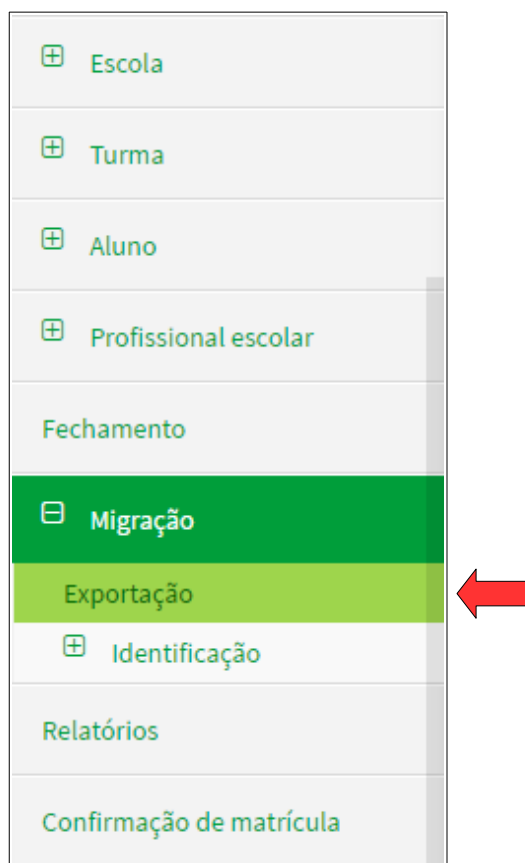 Escola
Turma
Aluno
Profissional escolar
Fechamento
Migração
Exportação
Identificação
Relatórios
Confirmação de matrícula